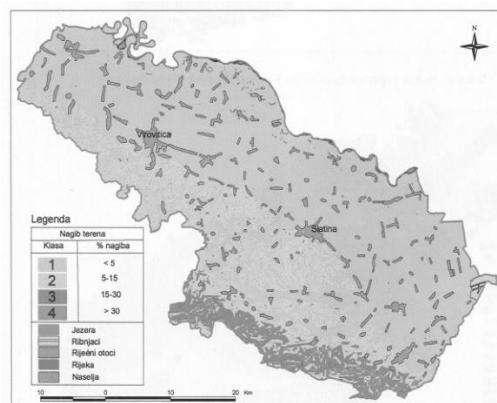 N
Virovitica
Slatina
Legenda
Nagib terena
Klasa % nagiba
1 < 5
2 5-15
3 15-30
4 > 30
Jezera
Ribnjaci
Riječni otoci
Rijeka
Naselja
10 0 10 20 Km